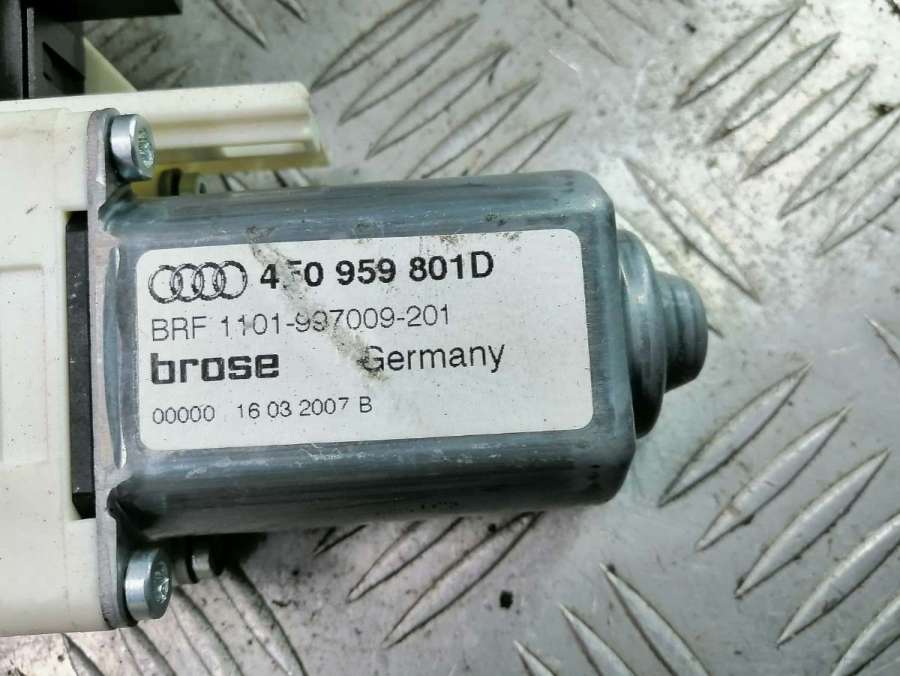 4F0 959 801D
BRF 1101-997009-201
brose Germany
00000 16 03 2007 B